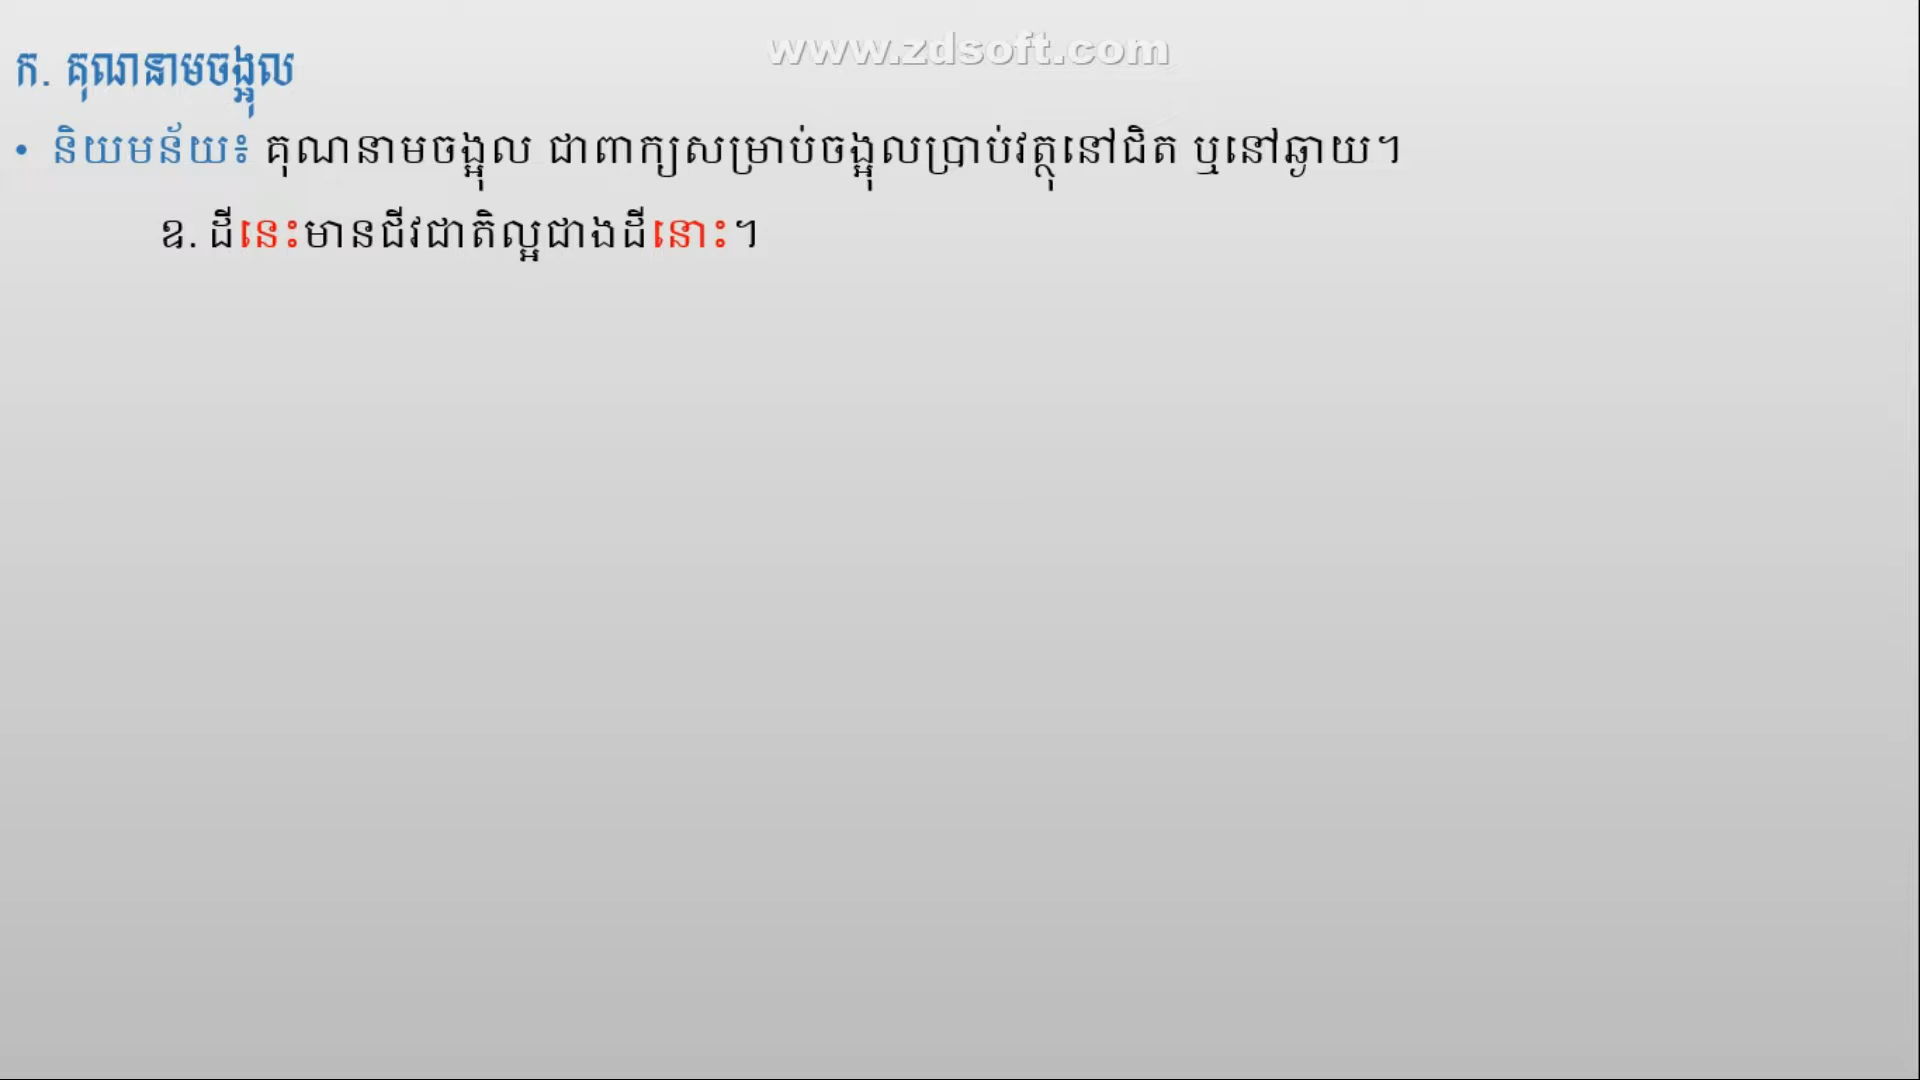 www.zdsoft.com
ក. គុណនាមចង្អុល
• និយមន័យ៖ គុណនាមចង្អុល ជាពាក្យសម្រាប់ចង្អុលប្រាប់វត្ថុនៅជិត ឬនៅឆ្ងាយ។
ឧ. ដីនេះមានជីវជាតិល្អជាងដីនោះ។